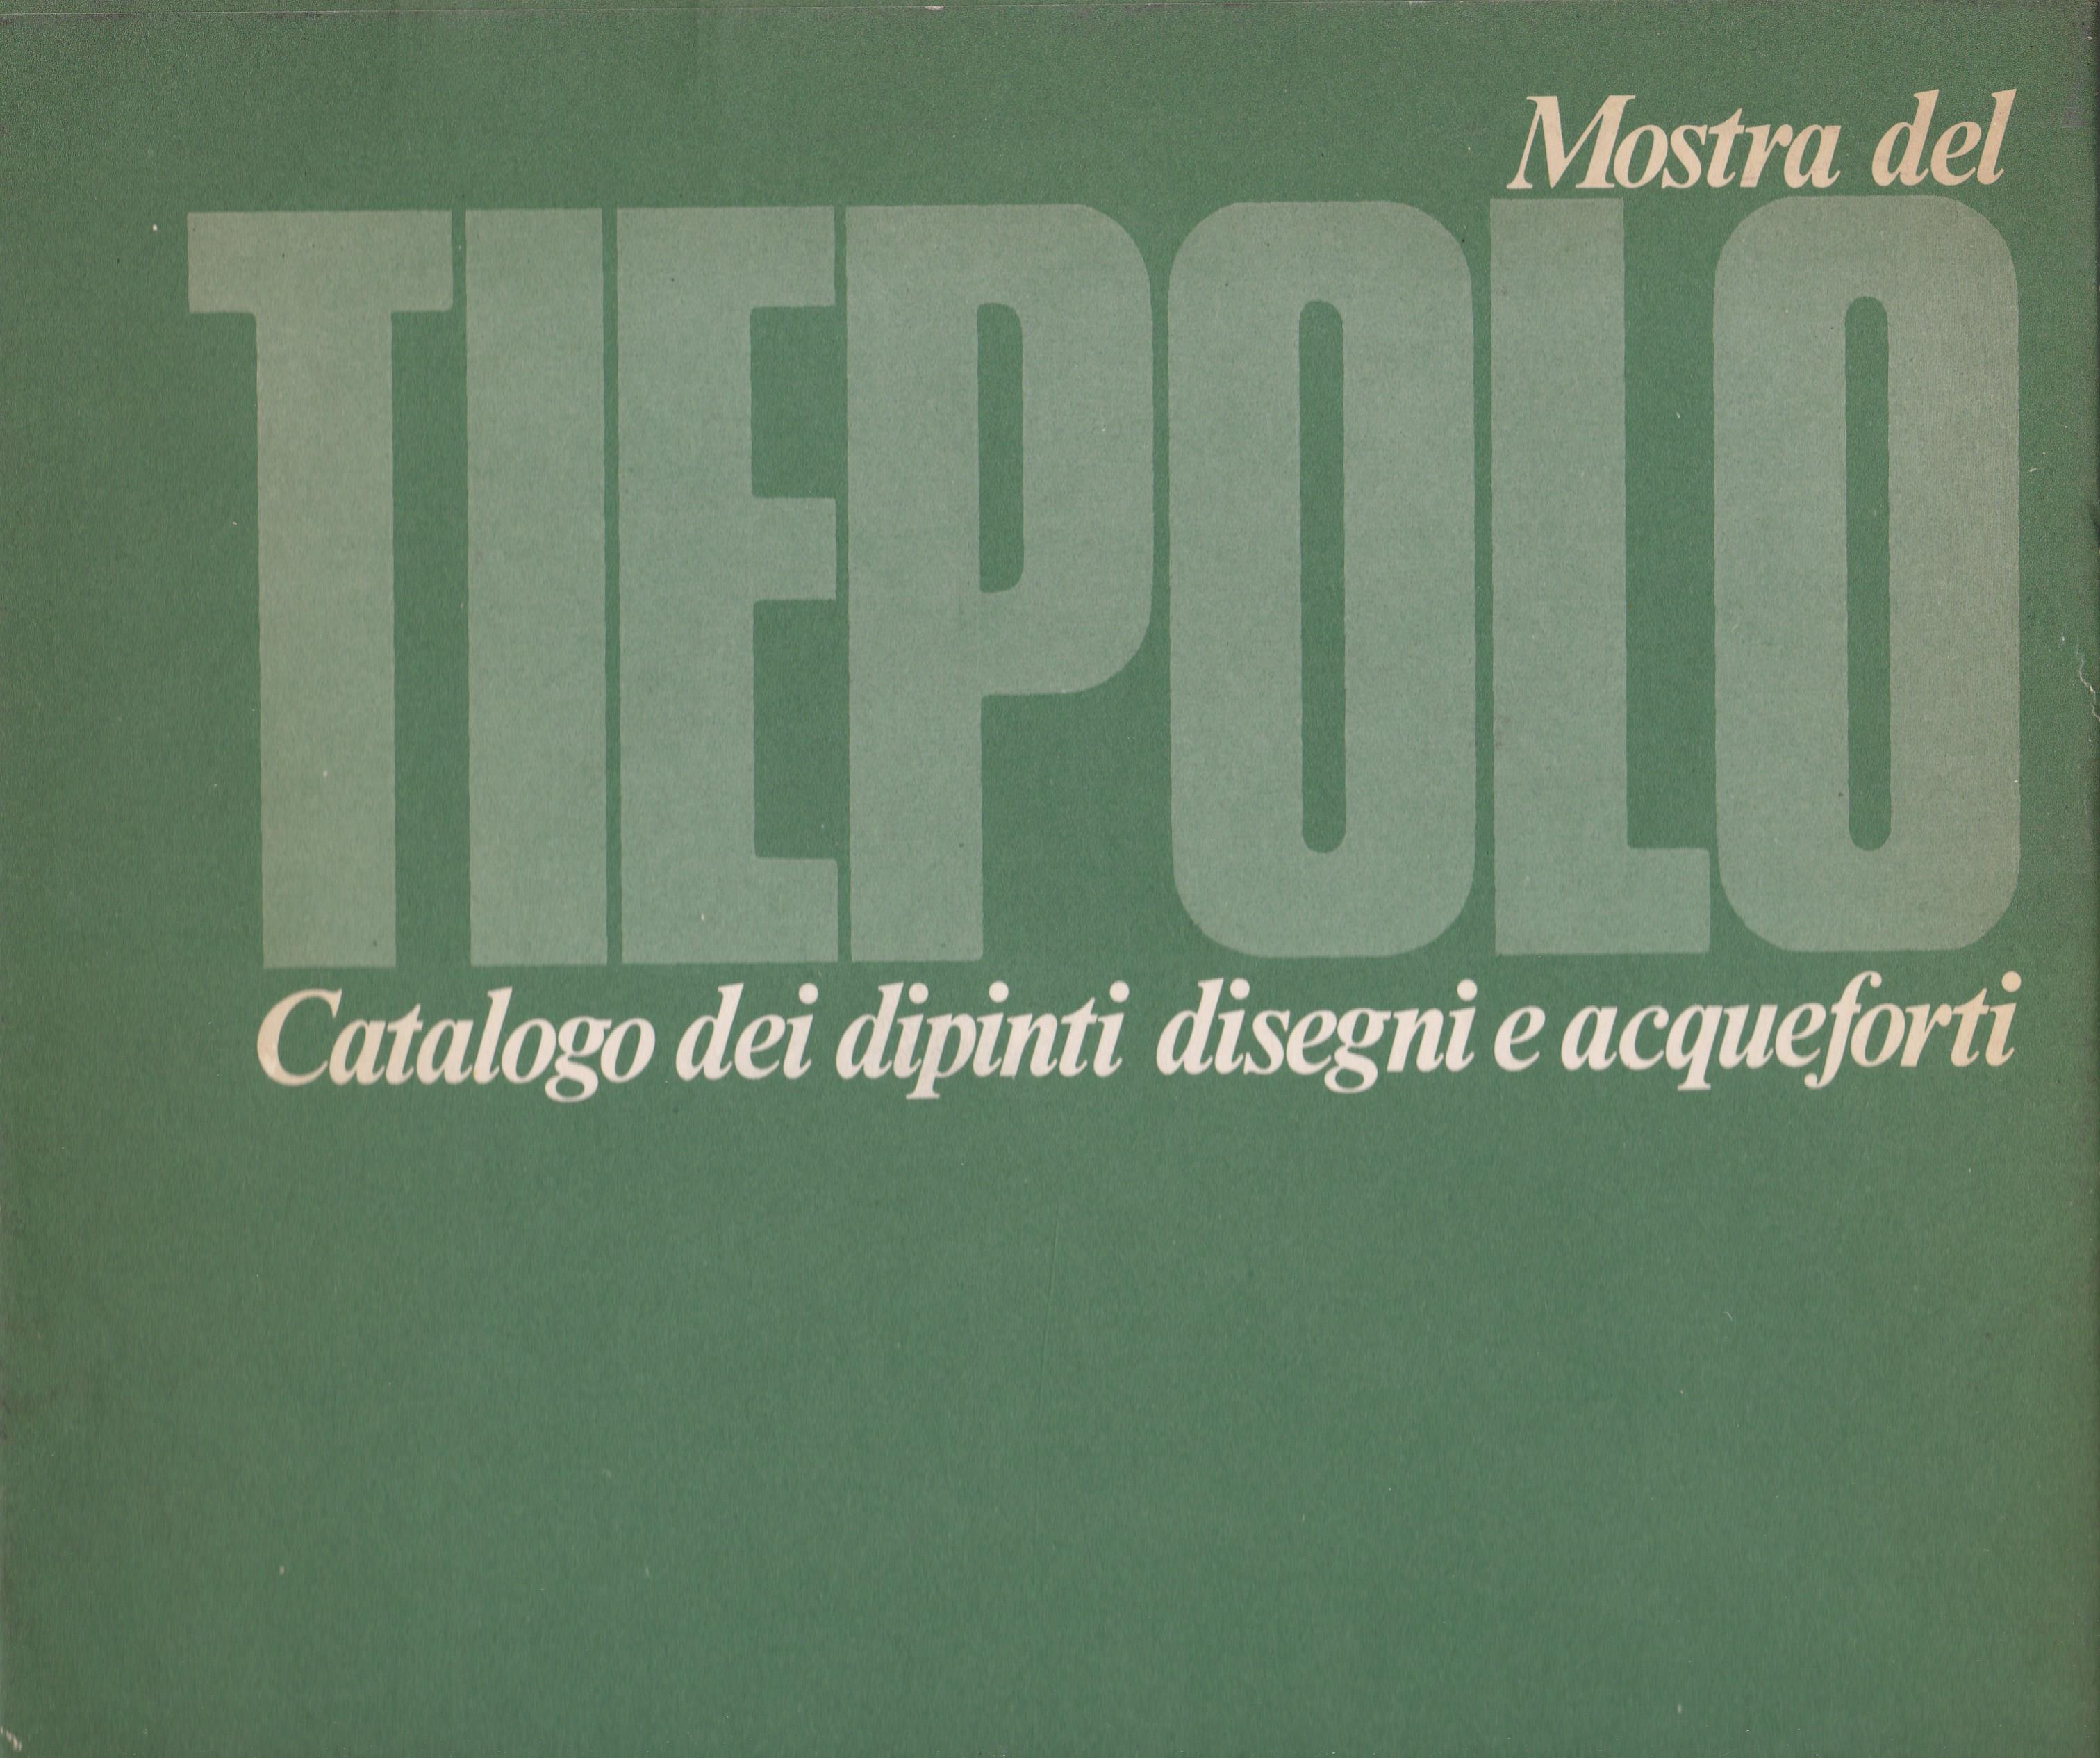 Mostra del
TIEPOLO
Catalogo dei dipinti disegni e acqueforti